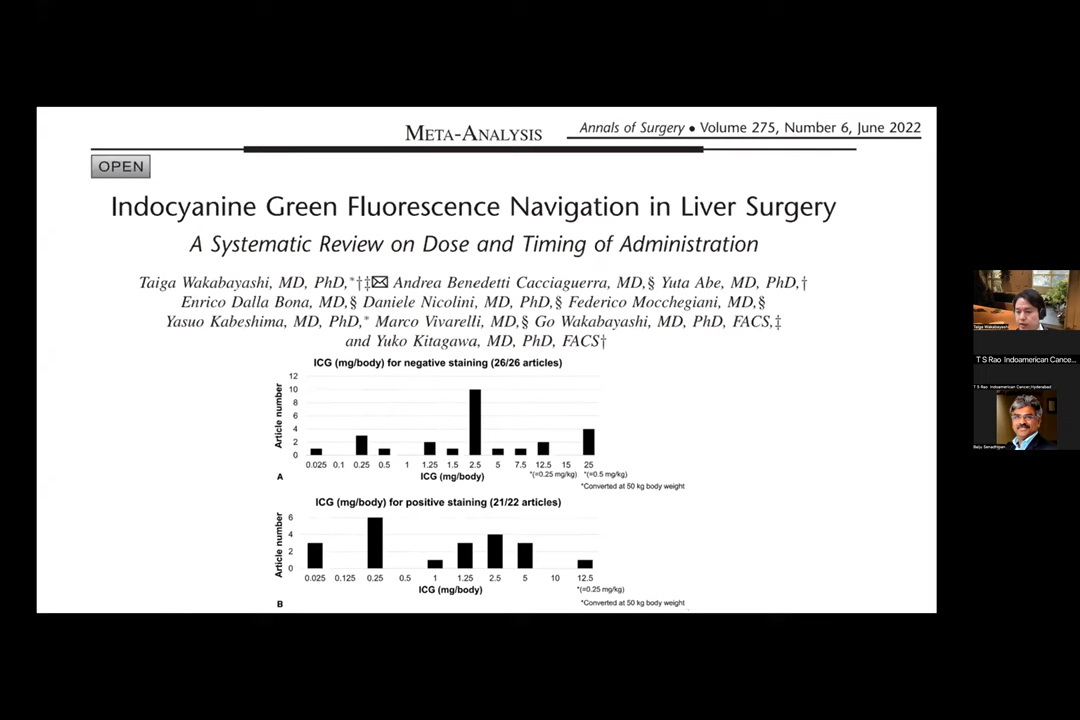 META-ANALYSIS
Annals of Surgery • Volume 275, Number 6, June 2022
OPEN
Indocyanine Green Fluorescence Navigation in Liver Surgery
A Systematic Review on Dose and Timing of Administration
Taiga Wakabayashi, MD, PhD,*†‡✉ Andrea Benedetti Cacciaguerra, MD,§ Yuta Abe, MD, PhD,†
Enrico Dalla Bona, MD,§ Daniele Nicolini, MD, PhD,§ Federico Mocchegiani, MD,§
Yasuo Kabeshima, MD, PhD,* Marco Vivarelli, MD,§ Go Wakabayashi, MD, PhD, FACS,‡
and Yuko Kitagawa, MD, PhD, FACS†
ICG (mg/body) for negative staining (26/26 articles)
Article number
12
10
8
6
4
2
0
0.025 0.1 0.25 0.5 1 1.25 1.5 2.5 5 7.5 12.5 15 25
*(=0.25 mg/kg) *(=0.5 mg/kg)
A
ICG (mg/body)
*Converted at 50 kg body weight
ICG (mg/body) for positive staining (21/22 articles)
Article number
6
4
2
0
0.025 0.125 0.25 0.5 1 1.25 2.5 5 10 12.5
ICG (mg/body)
*(=0.25 mg/kg)
B
*Converted at 50 kg body weight
Taiga Wakabayashi
T S Rao Indoamerican Cance...
T S Rao Indoamerican Cancer,Hyderabad
Baiju Senadhipan